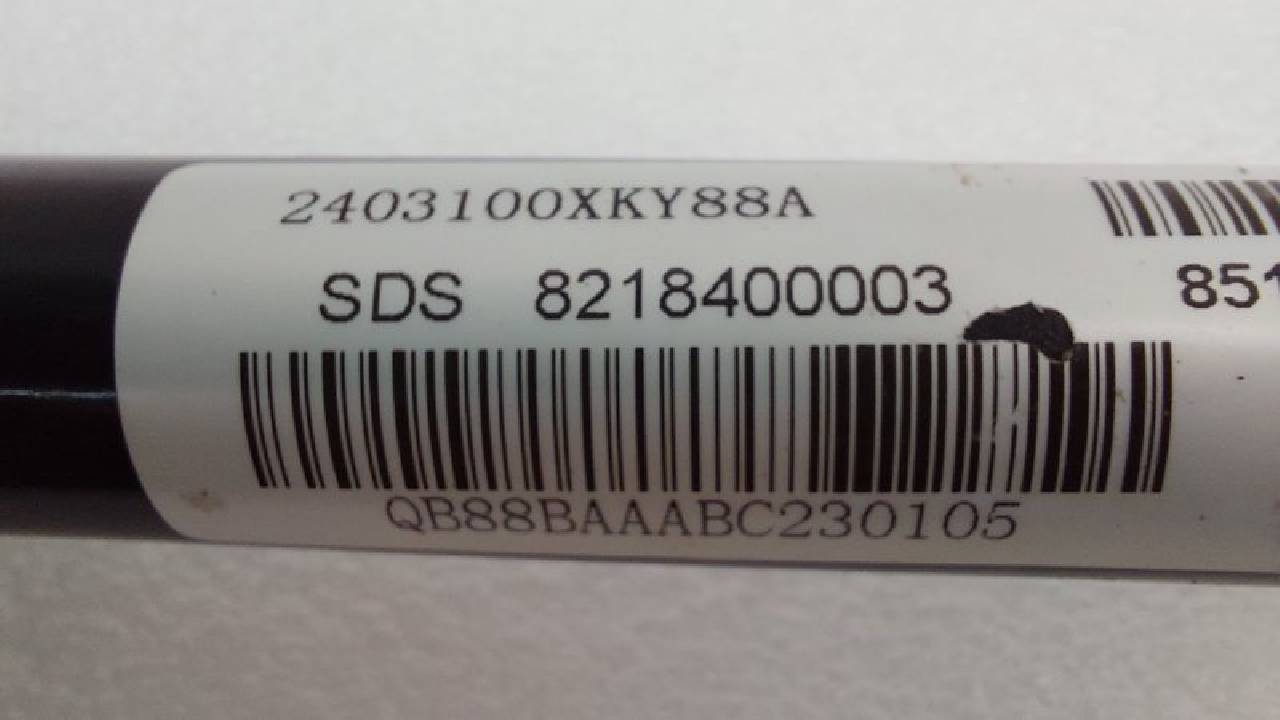 2403100XKY88A
SDS 8218400003
851
QB88BAAABC230105